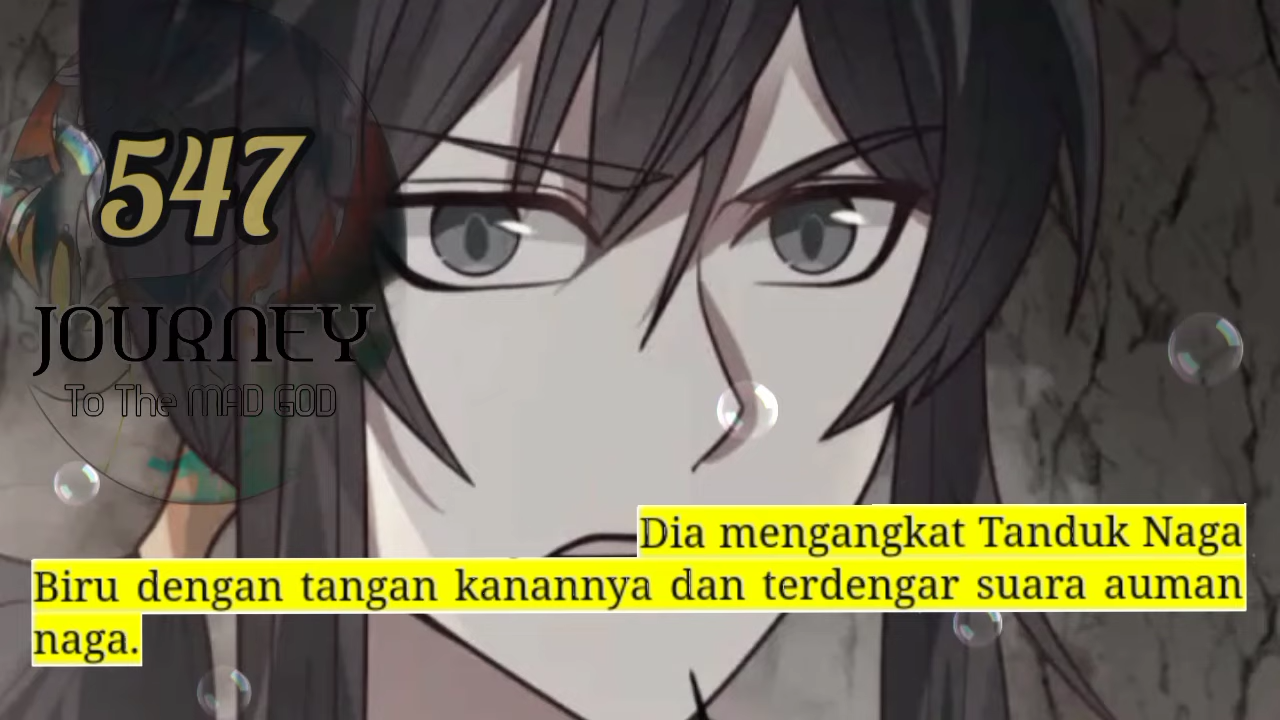 547
JOURNEY
To The MAD GOD
Dia mengangkat Tanduk Naga
Biru dengan tangan kanannya dan terdengar suara auman
naga.